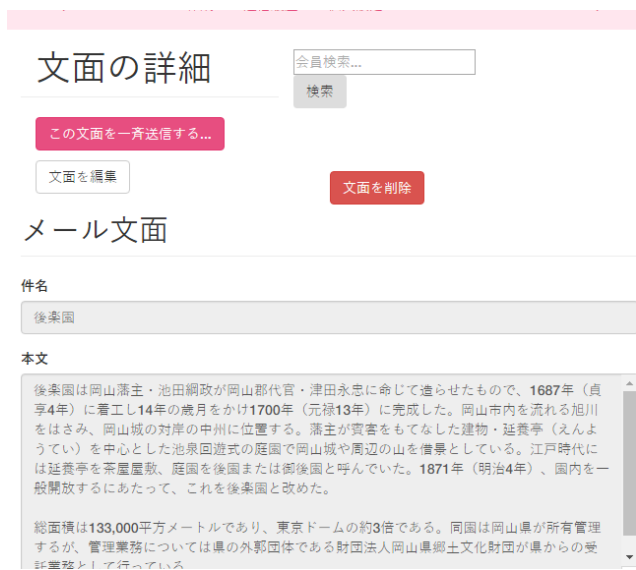 文面の詳細
会員検索...
検索
この文面を一斉送信する...
文面を編集
文面を削除
メール文面
件名
後楽園
本文
後楽園は岡山藩主・池田綱政が岡山郡代官・津田永忠に命じて造らせたもので、1687年（貞
享4年）に着工し14年の歳月をかけ1700年（元禄13年）に完成した。岡山市内を流れる旭川
をはさみ、岡山城の対岸の中州に位置する。藩主が賓客をもてなした建物・延養亭（えんよ
うてい）を中心とした池泉回遊式の庭園で岡山城や周辺の山を借景としている。江戸時代に
は延養亭を茶屋屋敷、庭園を後園または御後園と呼んでいた。1871年（明治4年）、園内を一
般開放するにあたって、これを後楽園と改めた。
総面積は133,000平方メートルであり、東京ドームの約3倍である。同園は岡山県が所有管理
するが、管理業務については県の外郭団体である財団法人岡山県郷土文化財団が県からの受
託業務として行っている